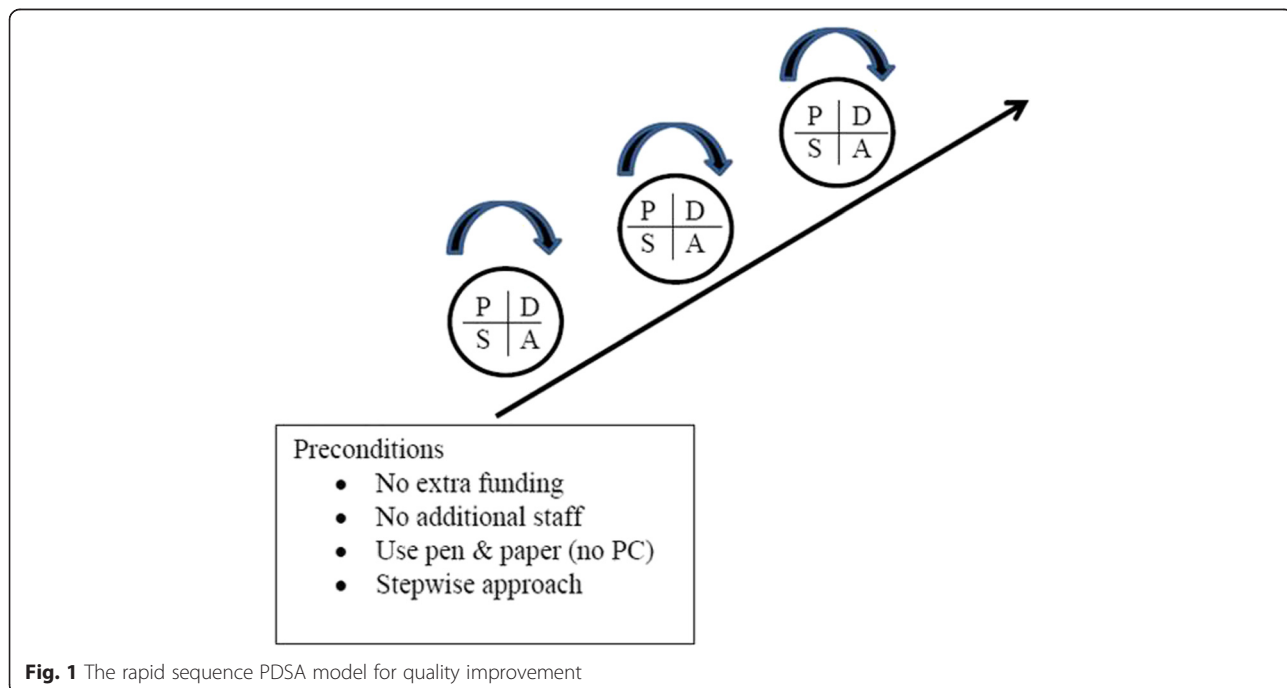 P D
S A
P D
S A
P D
S A
Preconditions
• No extra funding
• No additional staff
• Use pen & paper (no PC)
• Stepwise approach
Fig. 1 The rapid sequence PDSA model for quality improvement